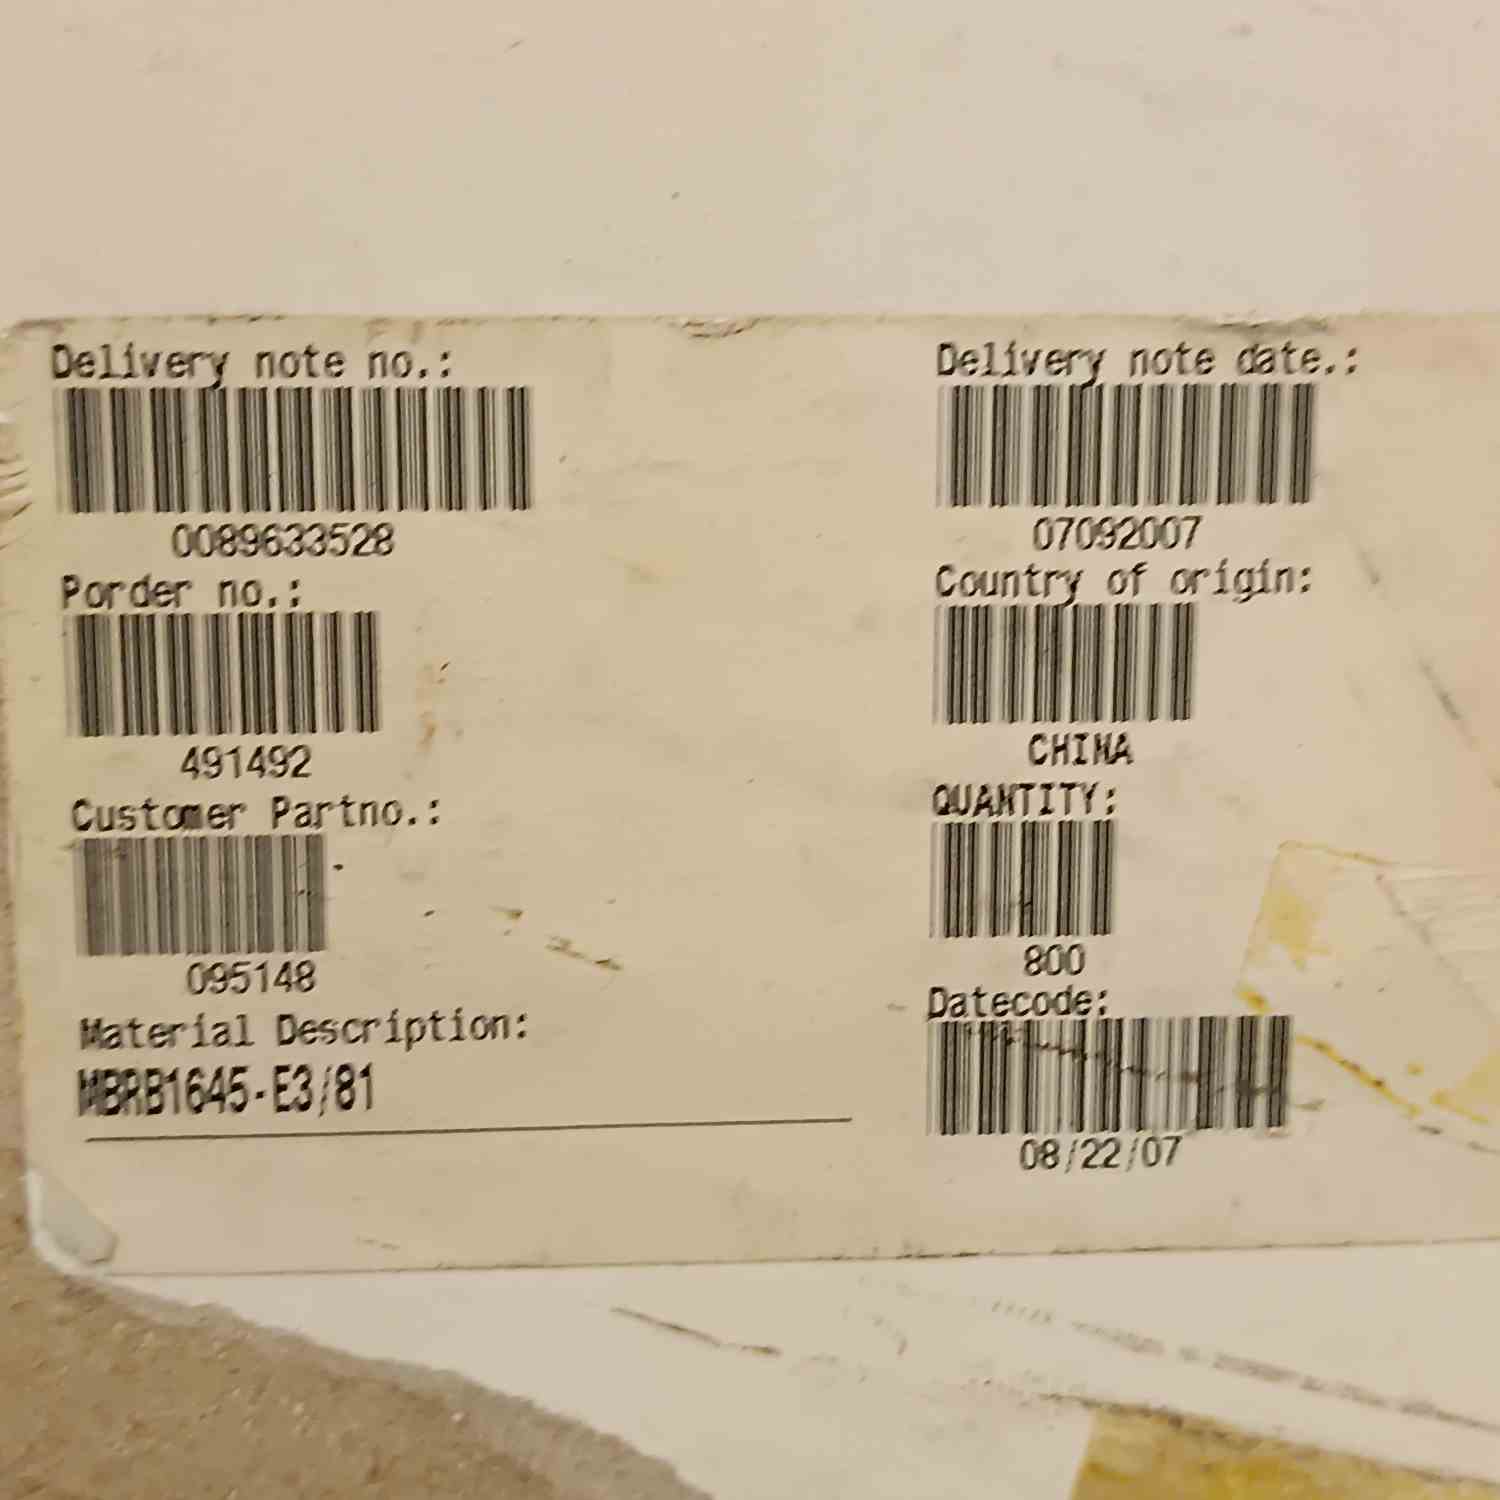 Delivery note no.:
0089633528
Porder no.:
491492
Customer Partno.:
095148
Material Description:
MBRB1645-E3/81
Delivery note date.:
07092007
Country of origin:
CHINA
QUANTITY:
800
Datecode:
08/22/07